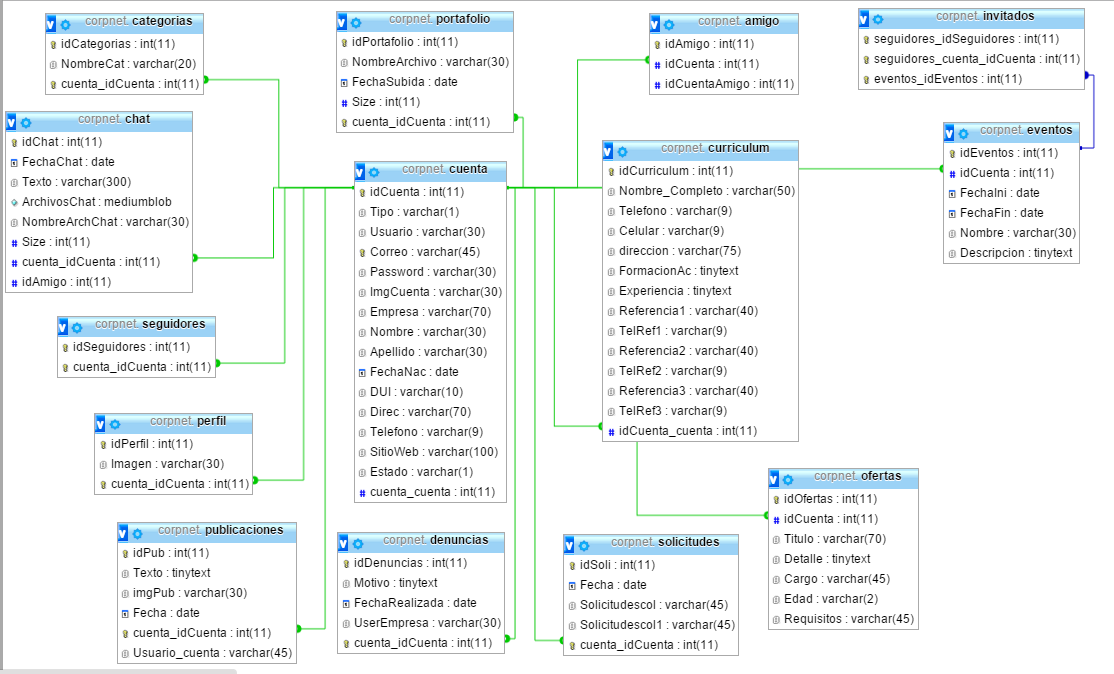 corpnet. categorias
idCategorias : int(11)
NombreCat : varchar(20)
cuenta_idCuenta : int(11)
corpnet. portafolio
idPortafolio : int(11)
NombreArchivo : varchar(30)
FechaSubida : date
Size : int(11)
cuenta_idCuenta : int(11)
corpnet. amigo
idAmigo : int(11)
idCuenta : int(11)
idCuentaAmigo : int(11)
corpnet. invitados
seguidores_idSeguidores : int(11)
seguidores_cuenta_idCuenta : int(11)
eventos_idEventos : int(11)
corpnet. chat
idChat : int(11)
FechaChat : date
Texto : varchar(300)
ArchivosChat : mediumblob
NombreArchChat : varchar(30)
Size : int(11)
cuenta_idCuenta : int(11)
idAmigo : int(11)
corpnet. cuenta
idCuenta : int(11)
Tipo : varchar(1)
Usuario : varchar(30)
Correo : varchar(45)
Password : varchar(30)
ImgCuenta : varchar(30)
Empresa : varchar(70)
Nombre : varchar(30)
Apellido : varchar(30)
FechaNac : date
DUI : varchar(10)
Direc : varchar(70)
Telefono : varchar(9)
SitioWeb : varchar(100)
Estado : varchar(1)
cuenta_cuenta : int(11)
corpnet. curriculum
idCurriculum : int(11)
Nombre_Completo : varchar(50)
Telefono : varchar(9)
Celular : varchar(9)
direccion : varchar(75)
FormacionAc : tinytext
Experiencia : tinytext
Referencia1 : varchar(40)
TelRef1 : varchar(9)
Referencia2 : varchar(40)
TelRef2 : varchar(9)
Referencia3 : varchar(40)
TelRef3 : varchar(9)
idCuenta_cuenta : int(11)
corpnet. eventos
idEventos : int(11)
idCuenta : int(11)
FechaIni : date
FechaFin : date
Nombre : varchar(30)
Descripcion : tinytext
corpnet. seguidores
idSeguidores : int(11)
cuenta_idCuenta : int(11)
corpnet. perfil
idPerfil : int(11)
Imagen : varchar(30)
cuenta_idCuenta : int(11)
corpnet. publicaciones
idPub : int(11)
Texto : tinytext
imgPub : varchar(30)
Fecha : date
cuenta_idCuenta : int(11)
Usuario_cuenta : varchar(45)
corpnet. denuncias
idDenuncias : int(11)
Motivo : tinytext
FechaRealizada : date
UserEmpresa : varchar(30)
cuenta_idCuenta : int(11)
corpnet. solicitudes
idSoli : int(11)
Fecha : date
Solicitudescol : varchar(45)
Solicitudescol1 : varchar(45)
cuenta_idCuenta : int(11)
corpnet. ofertas
idOfertas : int(11)
idCuenta : int(11)
Titulo : varchar(70)
Detalle : tinytext
Cargo : varchar(45)
Edad : varchar(2)
Requisitos : varchar(45)